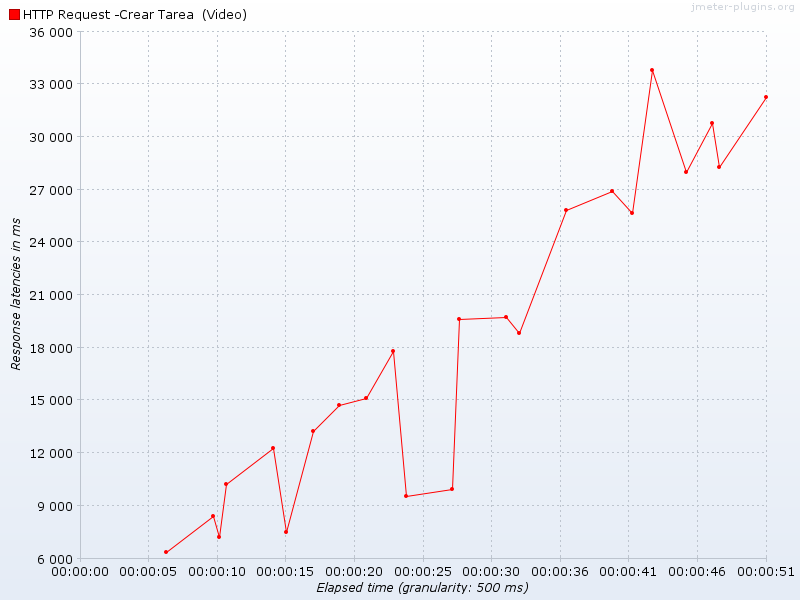 jmeter-plugins.org
HTTP Request -Crear Tarea  (Video)
36 000
33 000
30 000
27 000
24 000
21 000
18 000
15 000
12 000
9 000
6 000
Response latencies in ms
00:00:00 00:00:05 00:00:10 00:00:15 00:00:20 00:00:25 00:00:30 00:00:36 00:00:41 00:00:46 00:00:51
Elapsed time (granularity: 500 ms)